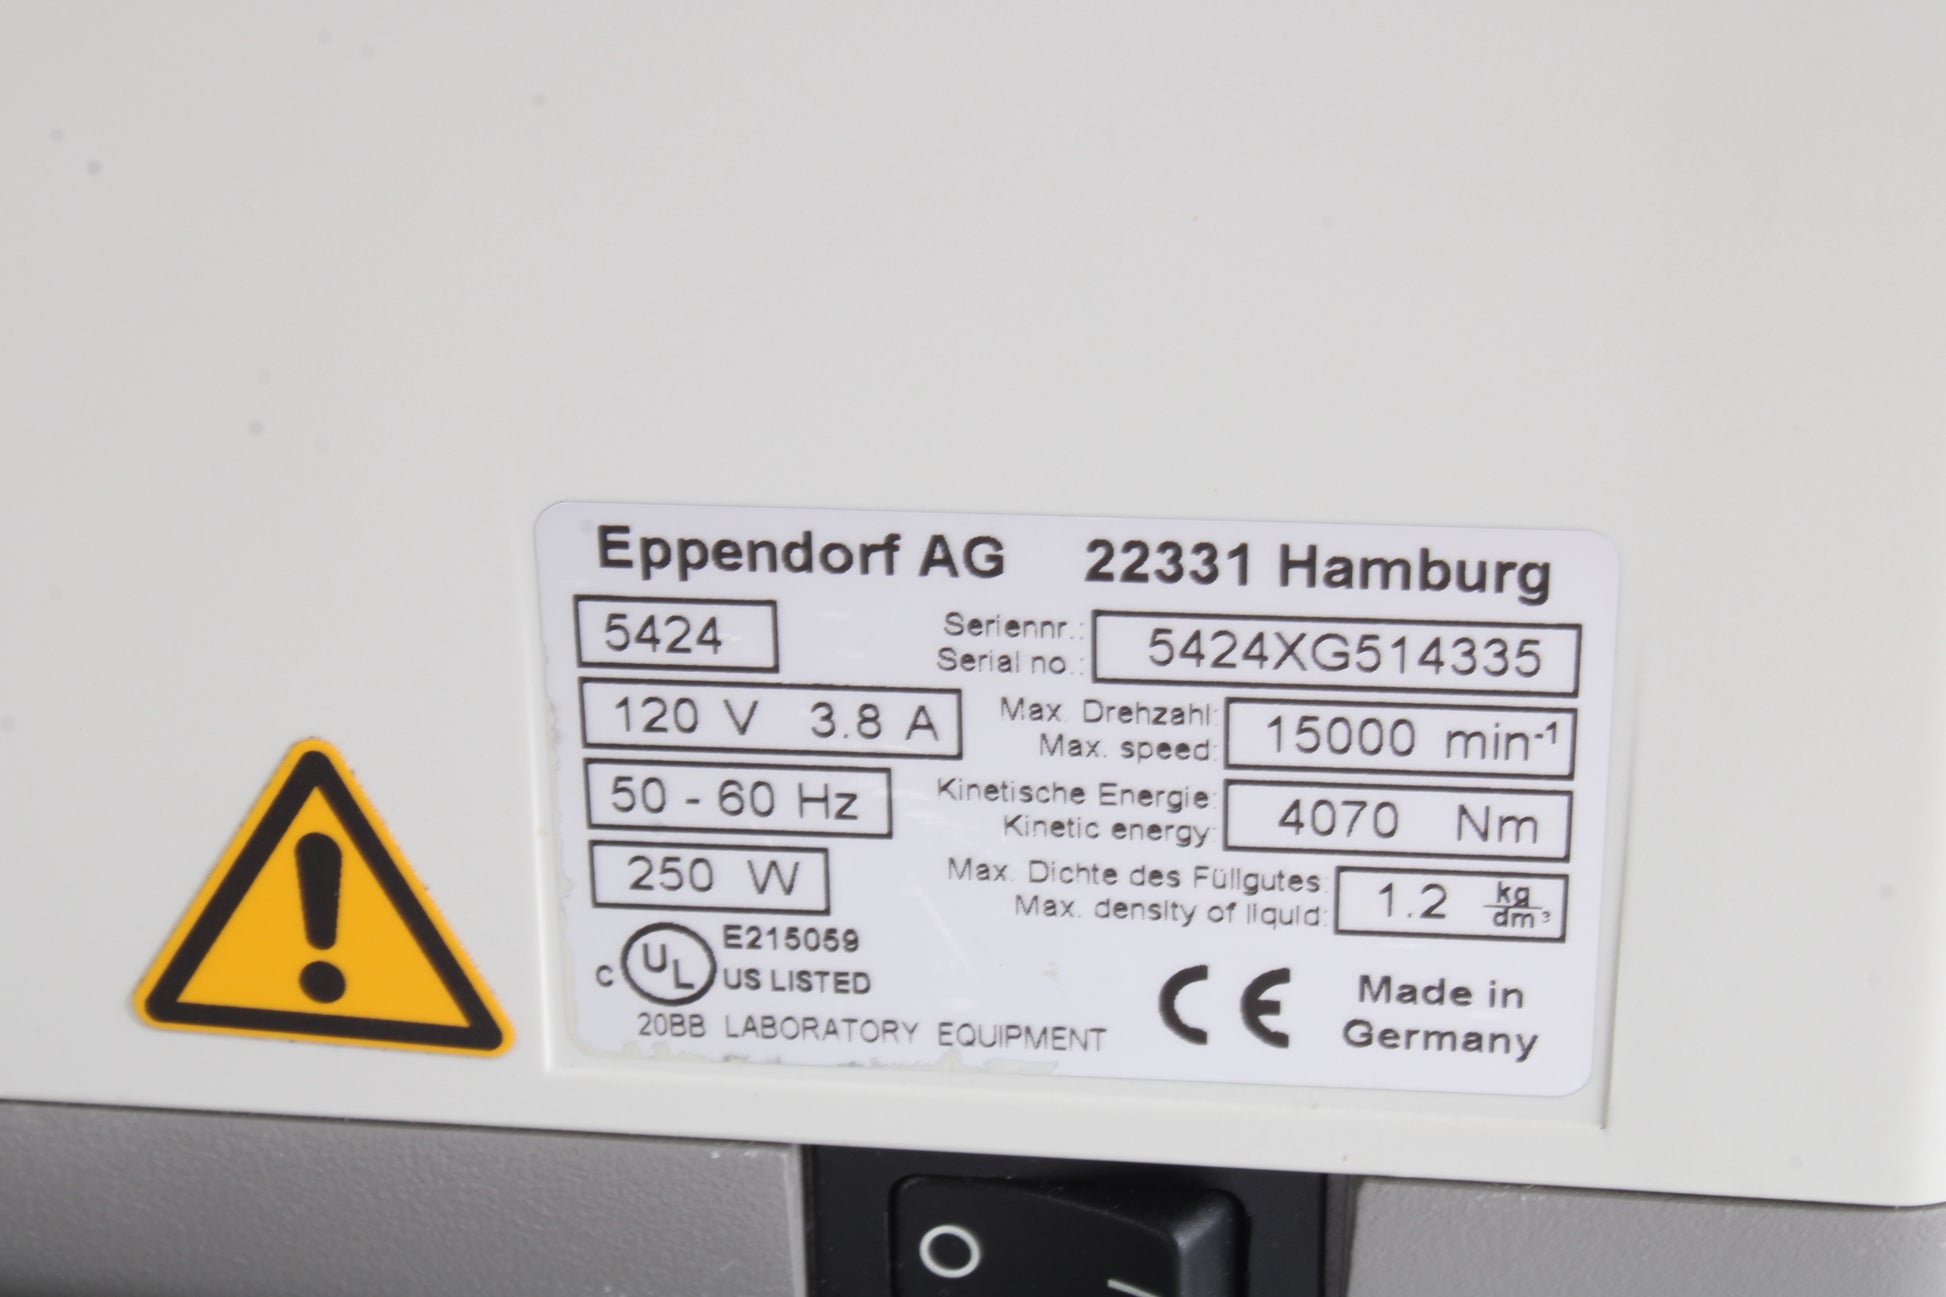 Eppendorf AG 22331 Hamburg
5424
Seriennr.:
Serial no.:
5424XG514335
120 V 3.8 A
Max. Drehzahl:
Max. speed:
15000 min-¹
50 - 60 Hz
Kinetische Energie:
Kinetic energy:
4070 Nm
250 W
Max. Dichte des Füllgutes:
Max. density of liquid:
1.2 kg/dm³
C UL US LISTED
E215059
20BB LABORATORY EQUIPMENT
CE
Made in
Germany